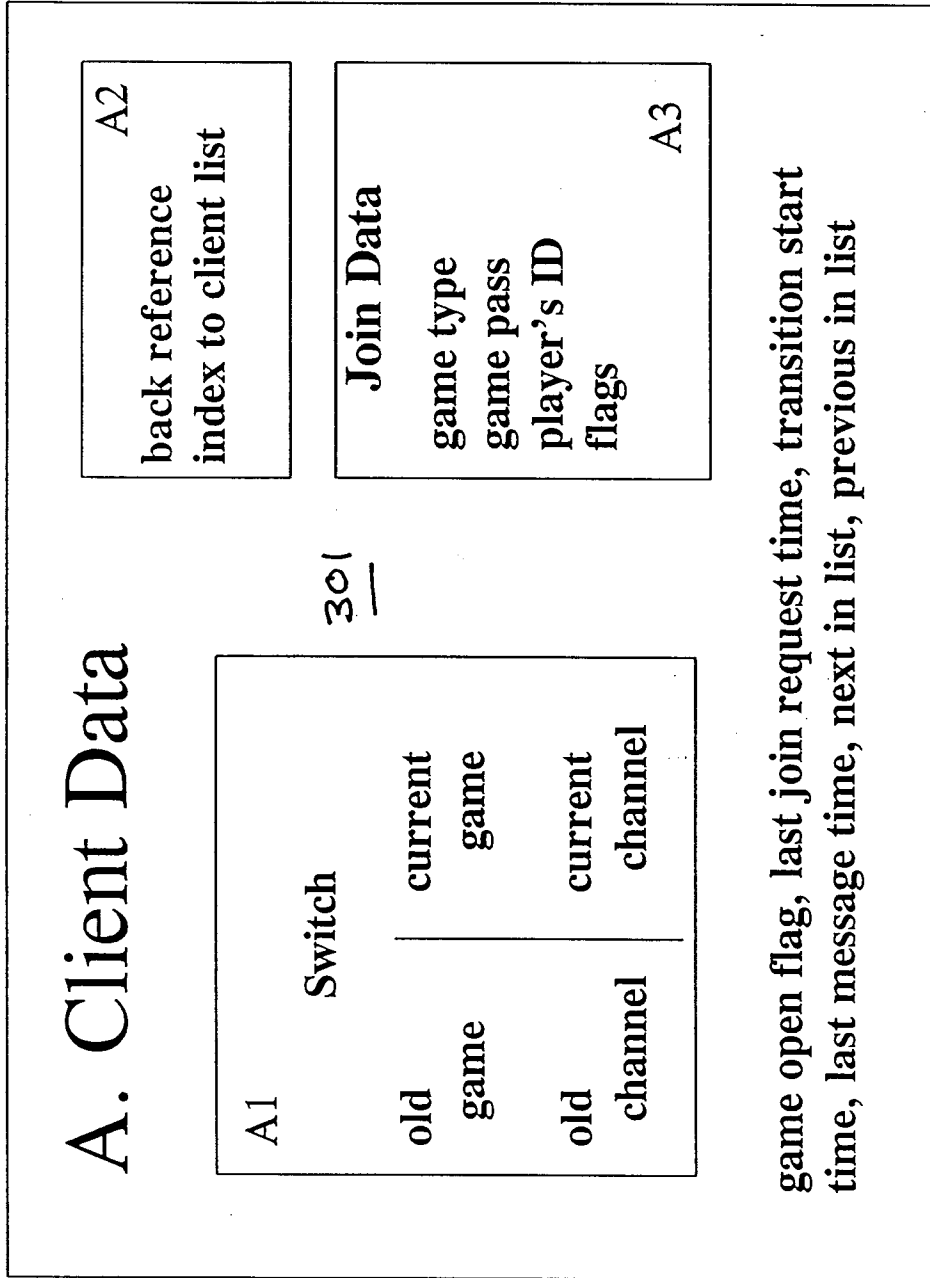 A. Client Data
A1
Switch
old game
current game
old channel
current channel
301
back reference
index to client list
A2
Join Data
game type
game pass
player's ID
flags
A3
game open flag, last join request time, transition start
time, last message time, next in list, previous in list